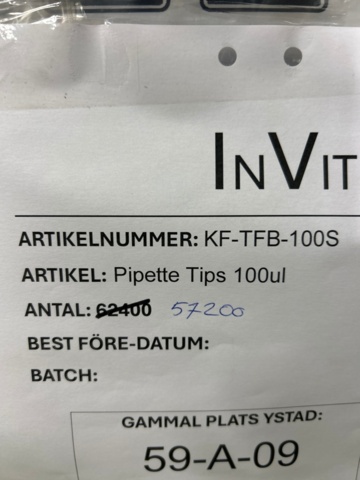 INVIT
ARTIKELNUMMER: KF-TFB-100S
ARTIKEL: Pipette Tips 100ul
ANTAL: 62400 57200
BEST FÖRE-DATUM:
BATCH:
GAMMAL PLATS YSTAD:
59-A-09